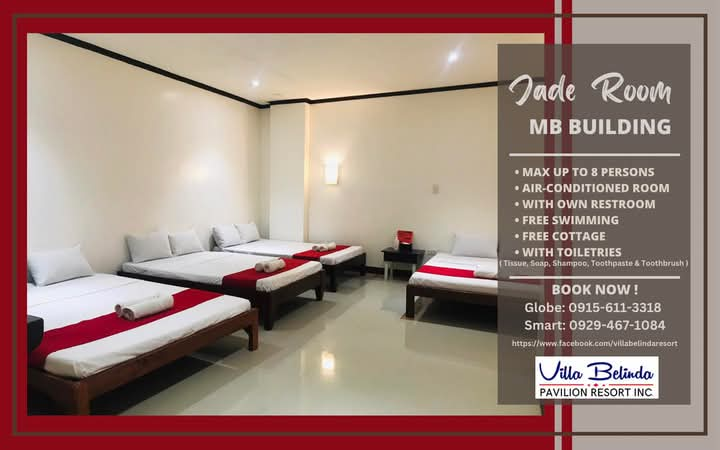 Jade Room
MB BUILDING
• MAX UP TO 8 PERSONS
• AIR-CONDITIONED ROOM
• WITH OWN RESTROOM
• FREE SWIMMING
• FREE COTTAGE
• WITH TOILETRIES
( Tissue, Soap, Shampoo, Toothpaste & Toothbrush )
BOOK NOW !
Globe: 0915-611-3318
Smart: 0929-467-1084
https://www.facebook.com/villabelindaresort
Villa Belinda
PAVILION RESORT INC.